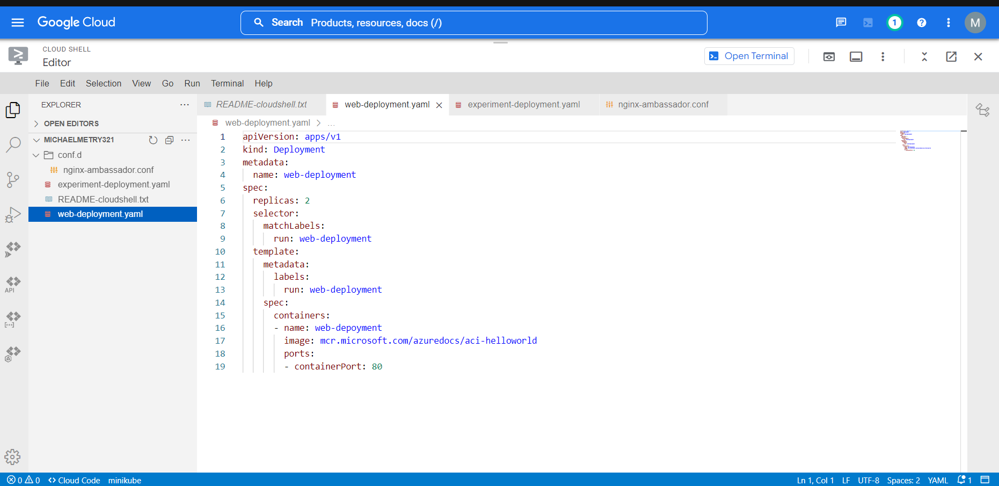 Google Cloud
Search Products, resources, docs (/)
1
M
CLOUD SHELL
Editor
Open Terminal
File Edit Selection View Go Run Terminal Help
EXPLORER
OPEN EDITORS
MICHAELMETRY321
conf.d
nginx-ambassador.conf
experiment-deployment.yaml
README-cloudshell.txt
web-deployment.yaml
API
README-cloudshell.txt web-deployment.yaml experiment-deployment.yaml nginx-ambassador.conf
web-deployment.yaml > ...
1 apiVersion: apps/v1
2 kind: Deployment
3 metadata:
4 name: web-deployment
5 spec:
6 replicas: 2
7 selector:
8 matchLabels:
9 run: web-deployment
10 template:
11 metadata:
12 labels:
13 run: web-deployment
14 spec:
15 containers:
16 - name: web-depoyment
17 image: mcr.microsoft.com/azuredocs/aci-helloworld
18 ports:
19 - containerPort: 80
0 0 <> Cloud Code minikube
Ln 1, Col 1 LF UTF-8 Spaces: 2 YAML 1